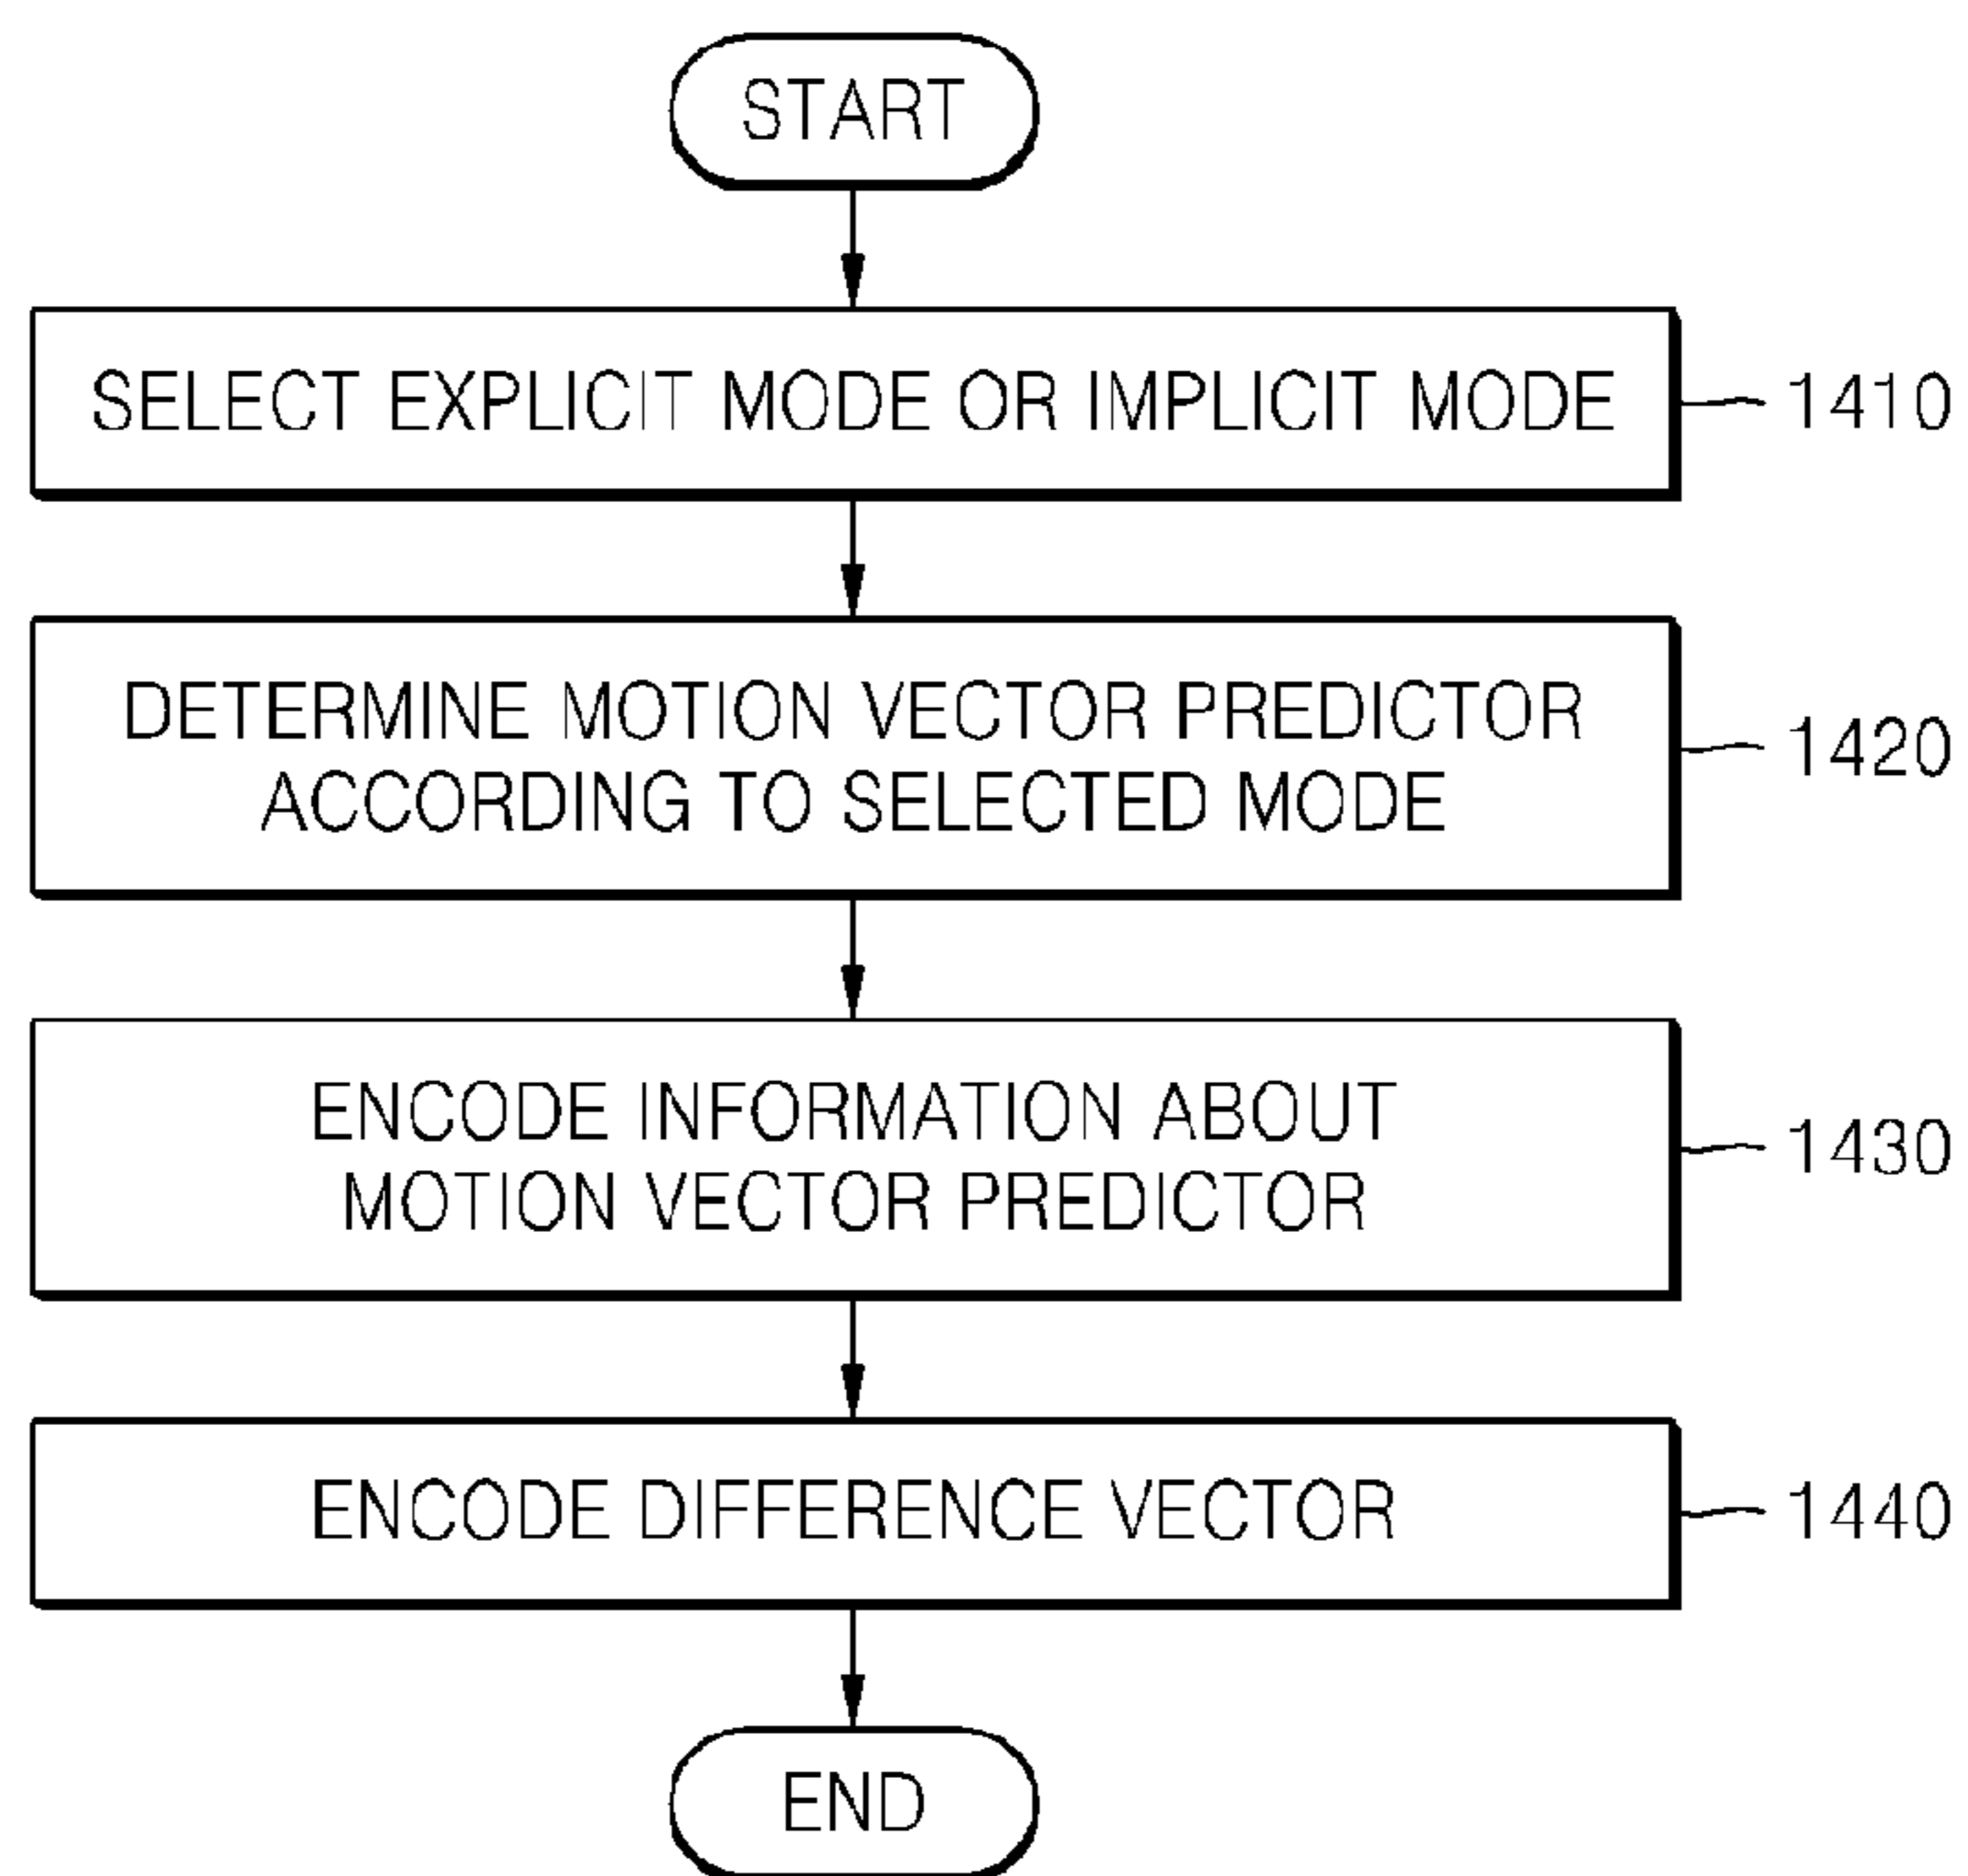 START
SELECT EXPLICIT MODE OR IMPLICIT MODE
1410
DETERMINE MOTION VECTOR PREDICTOR
ACCORDING TO SELECTED MODE
1420
ENCODE INFORMATION ABOUT
MOTION VECTOR PREDICTOR
1430
ENCODE DIFFERENCE VECTOR
1440
END